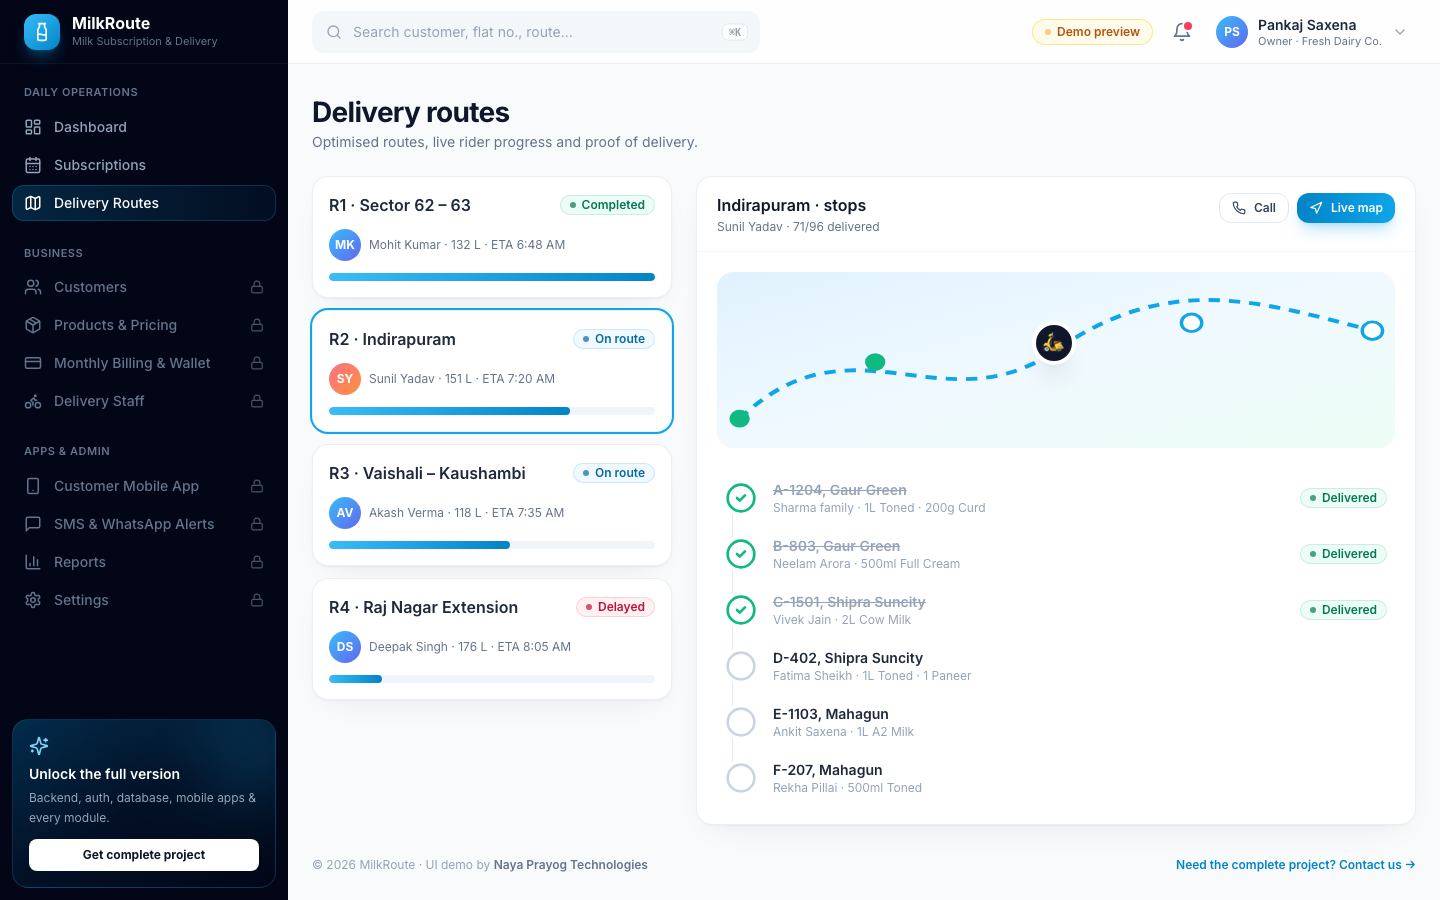 MilkRoute
Milk Subscription & Delivery
DAILY OPERATIONS
Dashboard
Subscriptions
Delivery Routes
BUSINESS
Customers
Products & Pricing
Monthly Billing & Wallet
Delivery Staff
APPS & ADMIN
Customer Mobile App
SMS & WhatsApp Alerts
Reports
Settings
Unlock the full version
Backend, auth, database, mobile apps &
every module.
Get complete project
Search customer, flat no., route...
⌘K
Demo preview
PS
Pankaj Saxena
Owner · Fresh Dairy Co.
Delivery routes
Optimised routes, live rider progress and proof of delivery.
R1 · Sector 62 – 63
Completed
MK
Mohit Kumar · 132 L · ETA 6:48 AM
R2 · Indirapuram
On route
SY
Sunil Yadav · 151 L · ETA 7:20 AM
R3 · Vaishali – Kaushambi
On route
AV
Akash Verma · 118 L · ETA 7:35 AM
R4 · Raj Nagar Extension
Delayed
DS
Deepak Singh · 176 L · ETA 8:05 AM
Indirapuram · stops
Sunil Yadav · 71/96 delivered
Call
Live map
A-1204, Gaur Green
Sharma family · 1L Toned · 200g Curd
Delivered
B-803, Gaur Green
Neelam Arora · 500ml Full Cream
Delivered
C-1501, Shipra Suncity
Vivek Jain · 2L Cow Milk
Delivered
D-402, Shipra Suncity
Fatima Sheikh · 1L Toned · 1 Paneer
E-1103, Mahagun
Ankit Saxena · 1L A2 Milk
F-207, Mahagun
Rekha Pillai · 500ml Toned
© 2026 MilkRoute · UI demo by Naya Prayog Technologies
Need the complete project? Contact us →